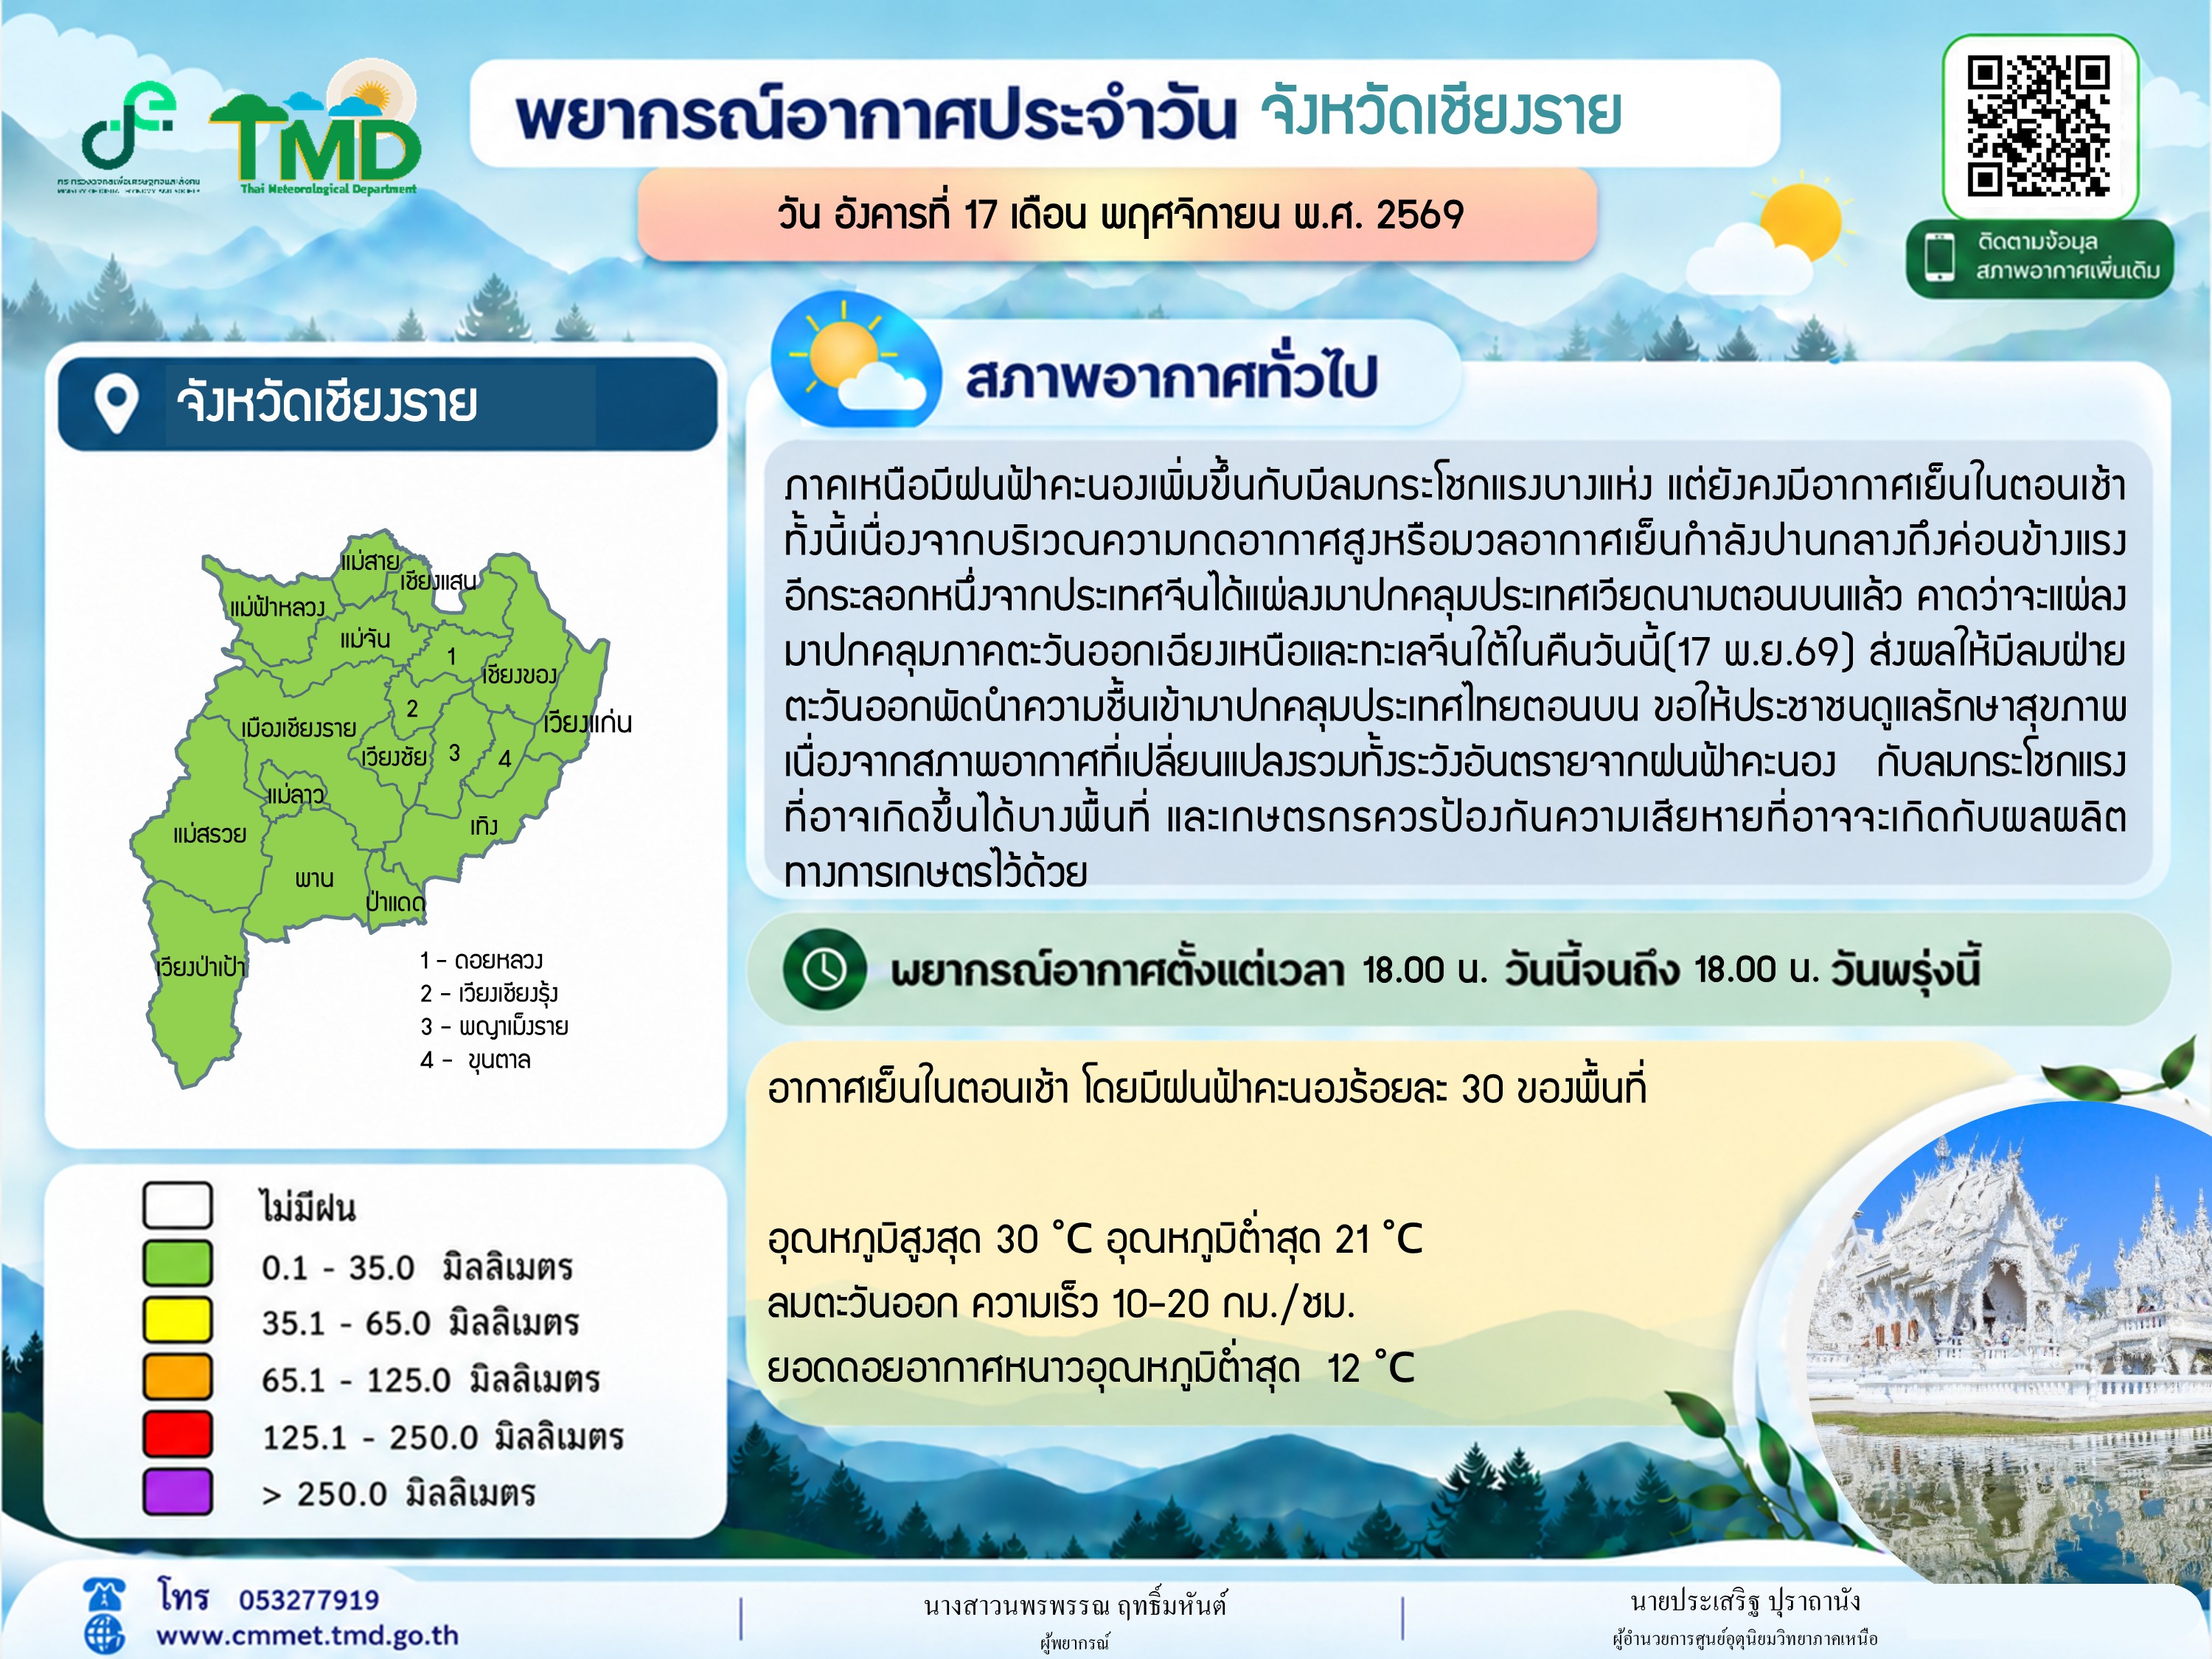 TMD
Thai Meteorological Department
พยากรณ์อากาศประจำวัน จังหวัดเชียงราย
วัน อังคารที่ 17 เดือน พฤศจิกายน พ.ศ. 2569
ติดตามข้อมูล
สภาพอากาศเพิ่มเติม
จังหวัดเชียงราย
แม่สาย
เชียงแสน
แม่ฟ้าหลวง
แม่จัน
1
เชียงของ
2
เวียงแก่น
เมืองเชียงราย
เวียงชัย
3
4
แม่ลาว
เทิง
แม่สรวย
พาน
ป่าแดด
เวียงป่าเป้า
1 - ดอยหลวง
2 - เวียงเชียงรุ้ง
3 - พญาเม็งราย
4 - ขุนตาล
ไม่มีฝน
0.1 - 35.0 มิลลิเมตร
35.1 - 65.0 มิลลิเมตร
65.1 - 125.0 มิลลิเมตร
125.1 - 250.0 มิลลิเมตร
> 250.0 มิลลิเมตร
สภาพอากาศทั่วไป
ภาคเหนือมีฝนฟ้าคะนองเพิ่มขึ้นกับมีลมกระโชกแรงบางแห่ง แต่ยังคงมีอากาศเย็นในตอนเช้า
ทั้งนี้เนื่องจากบริเวณความกดอากาศสูงหรือมวลอากาศเย็นกำลังปานกลางถึงค่อนข้างแรง
อีกระลอกหนึ่งจากประเทศจีนได้แผ่ลงมาปกคลุมประเทศเวียดนามตอนบนแล้ว คาดว่าจะแผ่ลง
มาปกคลุมภาคตะวันออกเฉียงเหนือและทะเลจีนใต้ในคืนวันนี้(17 พ.ย.69) ส่งผลให้มีลมฝ่าย
ตะวันออกพัดนำความชื้นเข้ามาปกคลุมประเทศไทยตอนบน ขอให้ประชาชนดูแลรักษาสุขภาพ
เนื่องจากสภาพอากาศที่เปลี่ยนแปลงรวมทั้งระวังอันตรายจากฝนฟ้าคะนอง กับลมกระโชกแรง
ที่อาจเกิดขึ้นได้บางพื้นที่ และเกษตรกรควรป้องกันความเสียหายที่อาจจะเกิดกับผลผลิต
ทางการเกษตรไว้ด้วย
พยากรณ์อากาศตั้งแต่เวลา 18.00 น. วันนี้จนถึง 18.00 น. วันพรุ่งนี้
อากาศเย็นในตอนเช้า โดยมีฝนฟ้าคะนองร้อยละ 30 ของพื้นที่
อุณหภูมิสูงสุด 30 °C อุณหภูมิต่ำสุด 21 °C
ลมตะวันออก ความเร็ว 10-20 กม./ชม.
ยอดดอยอากาศหนาวอุณหภูมิต่ำสุด 12 °C
โทร 053277919
www.cmmet.tmd.go.th
นางสาวนพรพรรณ ฤทธิ์มหันต์
ผู้พยากรณ์
นายประเสริฐ ปุราถานัง
ผู้อำนวยการศูนย์อุตุนิยมวิทยาภาคเหนือ